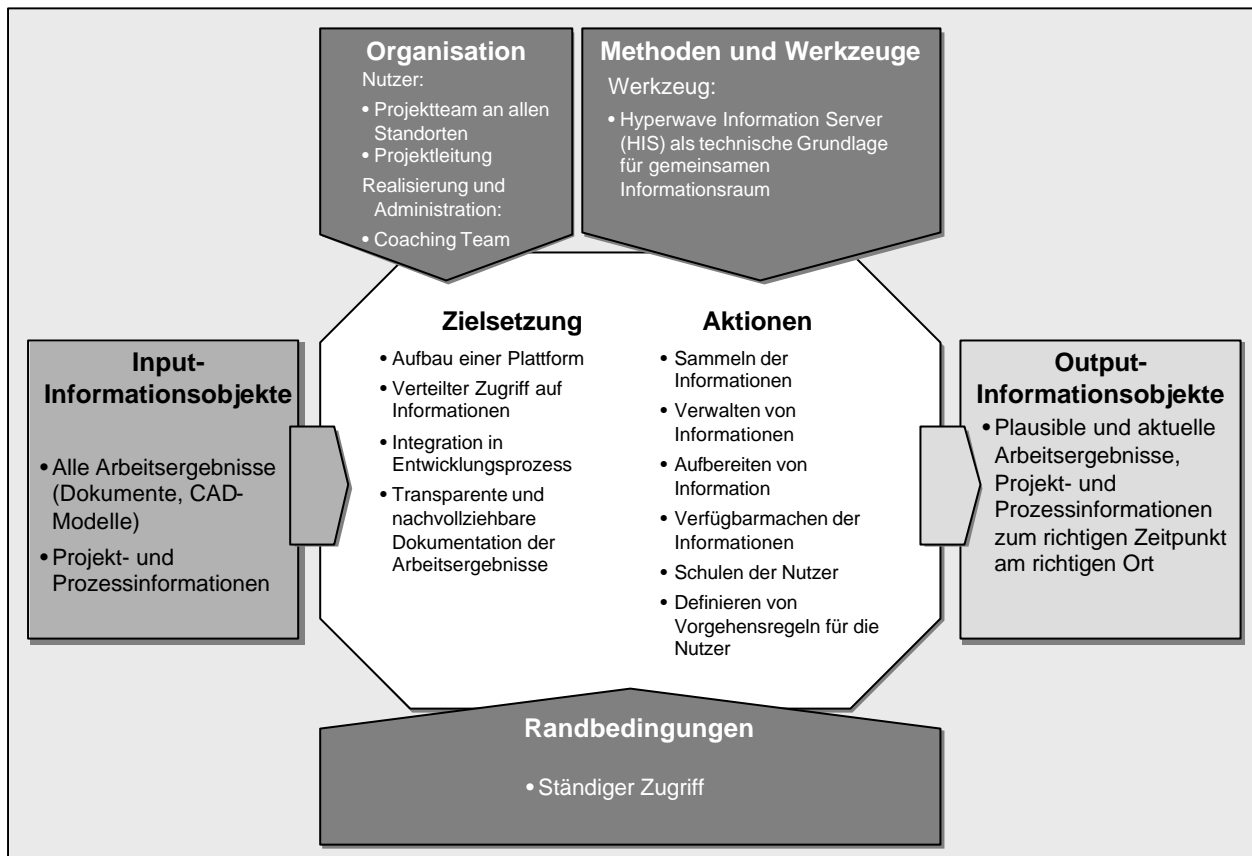 Organisation
Nutzer:
• Projektteam an allen
Standorten
• Projektleitung
Realisierung und
Administration:
• Coaching Team
Methoden und Werkzeuge
Werkzeug:
• Hyperwave Information Server
(HIS) als technische Grundlage
für gemeinsamen
Informationsraum
Input-
Informationsobjekte
• Alle Arbeitsergebnisse
(Dokumente, CAD-
Modelle)
• Projekt- und
Prozessinformationen
Zielsetzung
• Aufbau einer Plattform
• Verteilter Zugriff auf
Informationen
• Integration in
Entwicklungsprozess
• Transparente und
nachvollziehbare
Dokumentation der
Arbeitsergebnisse
Aktionen
• Sammeln der
Informationen
• Verwalten von
Informationen
• Aufbereiten von
Information
• Verfügbarmachen der
Informationen
• Schulen der Nutzer
• Definieren von
Vorgehensregeln für die
Nutzer
Output-
Informationsobjekte
• Plausible und aktuelle
Arbeitsergebnisse,
Projekt- und
Prozessinformationen
zum richtigen Zeitpunkt
am richtigen Ort
Randbedingungen
• Ständiger Zugriff